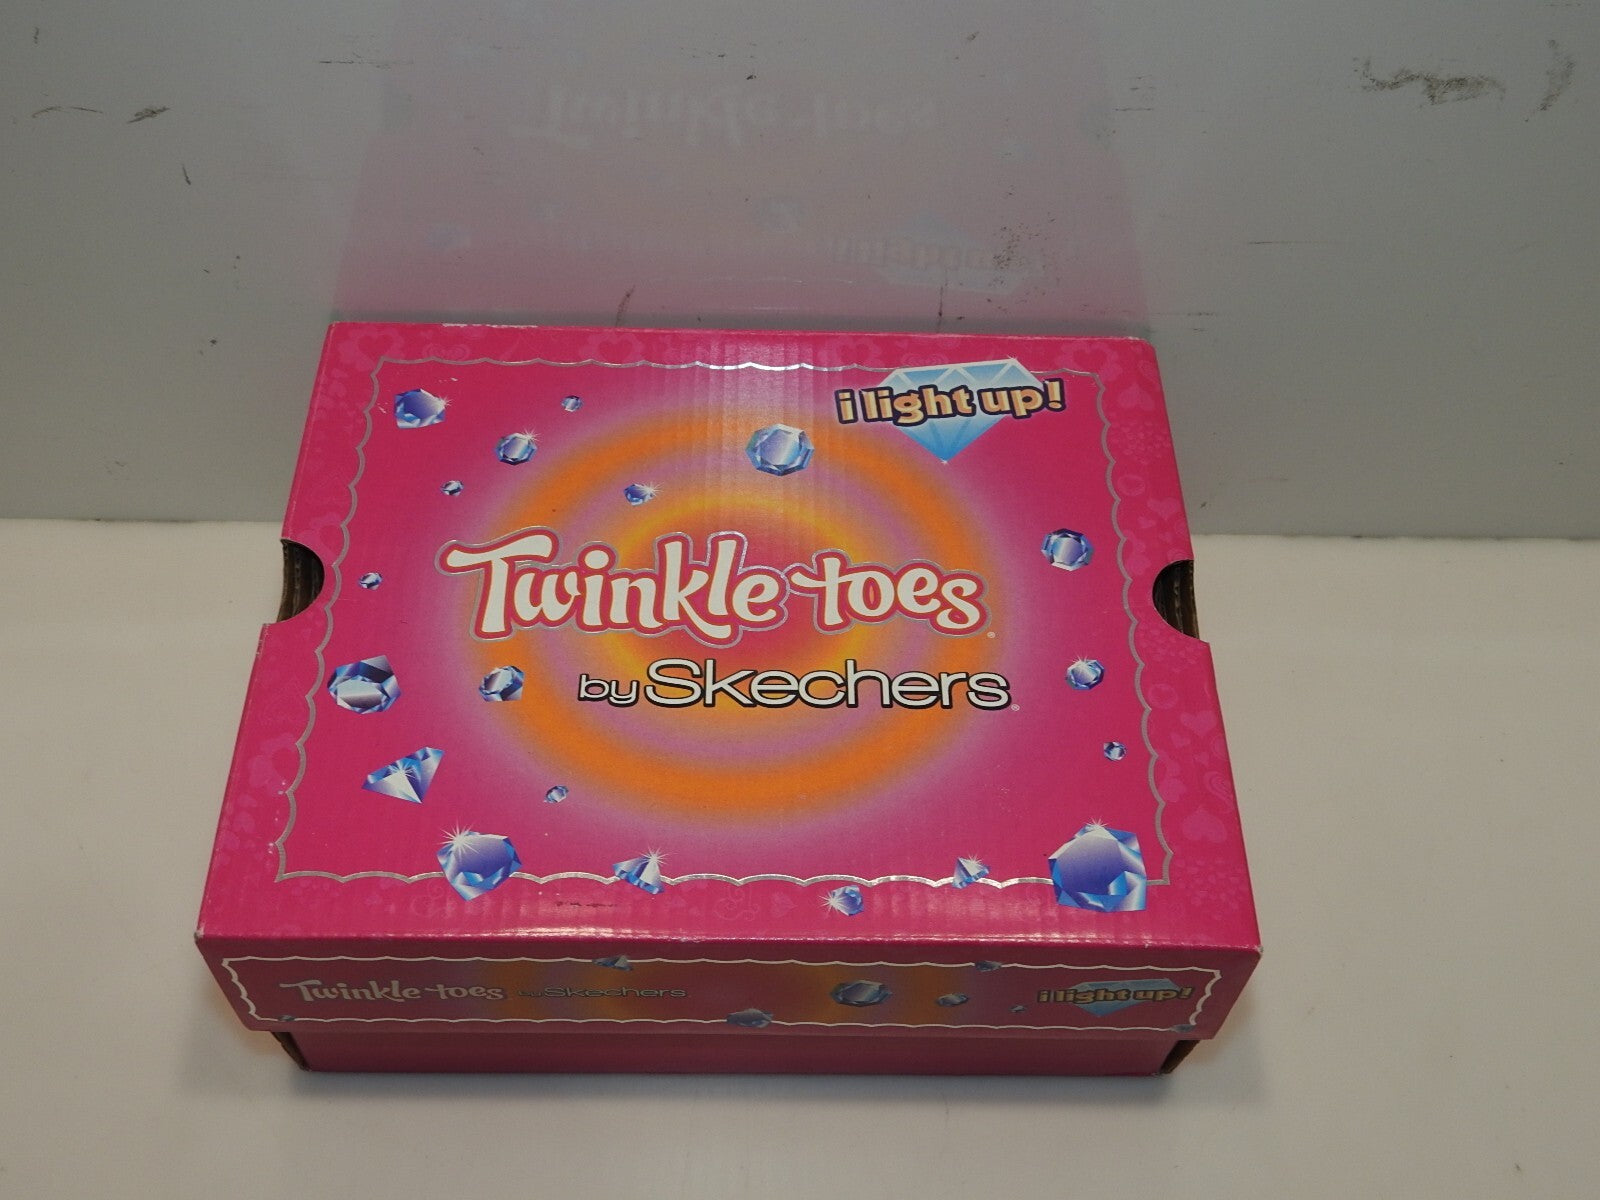 i light up!
Twinkle toes®
by Skechers®
Twinkle toes by Skechers
i light up!